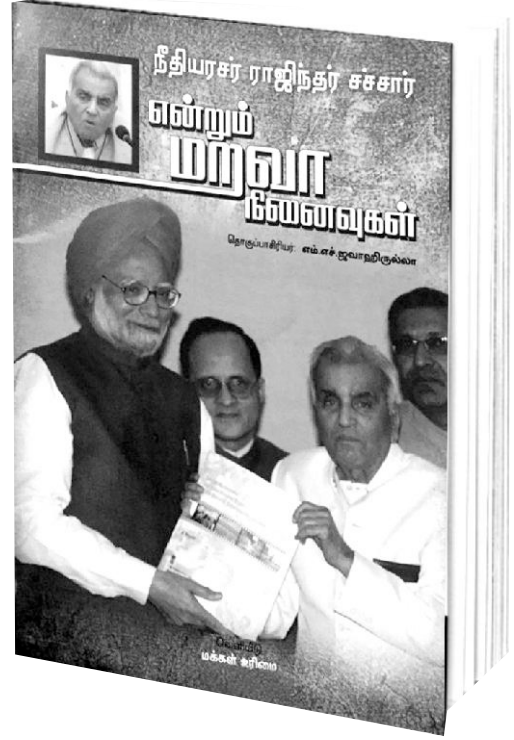 நீதியரசர் ராஜிந்தர் சச்சார்
என்றும்
மறவா
நினைவுகள்
தொகுப்பாசிரியர்: எம்.எச்.ஜவாஹிருல்லா
வெளியீடு
மக்கள் உரிமை